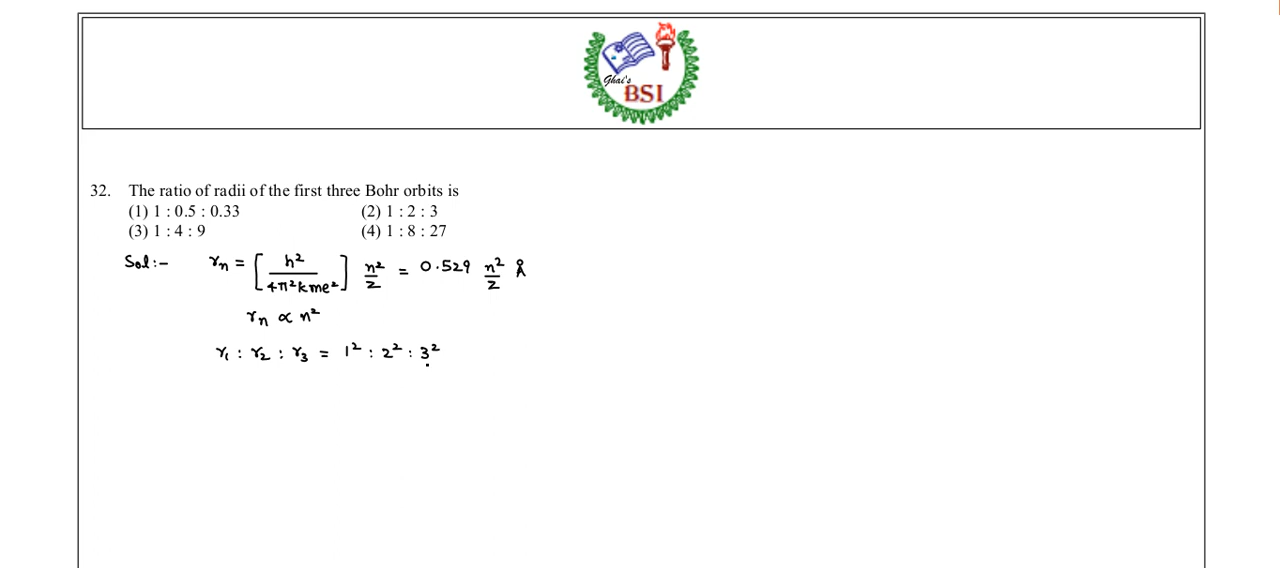 Ghai's
BSI
32. The ratio of radii of the first three Bohr orbits is
(1) 1 : 0.5 : 0.33 (2) 1 : 2 : 3
(3) 1 : 4 : 9 (4) 1 : 8 : 27
Sol:- rₙ = [h²/4π²kme²] n²/z = 0.529 n²/z Å
rₙ ∝ n²
r₁ : r₂ : r₃ = 1² : 2² : 3²